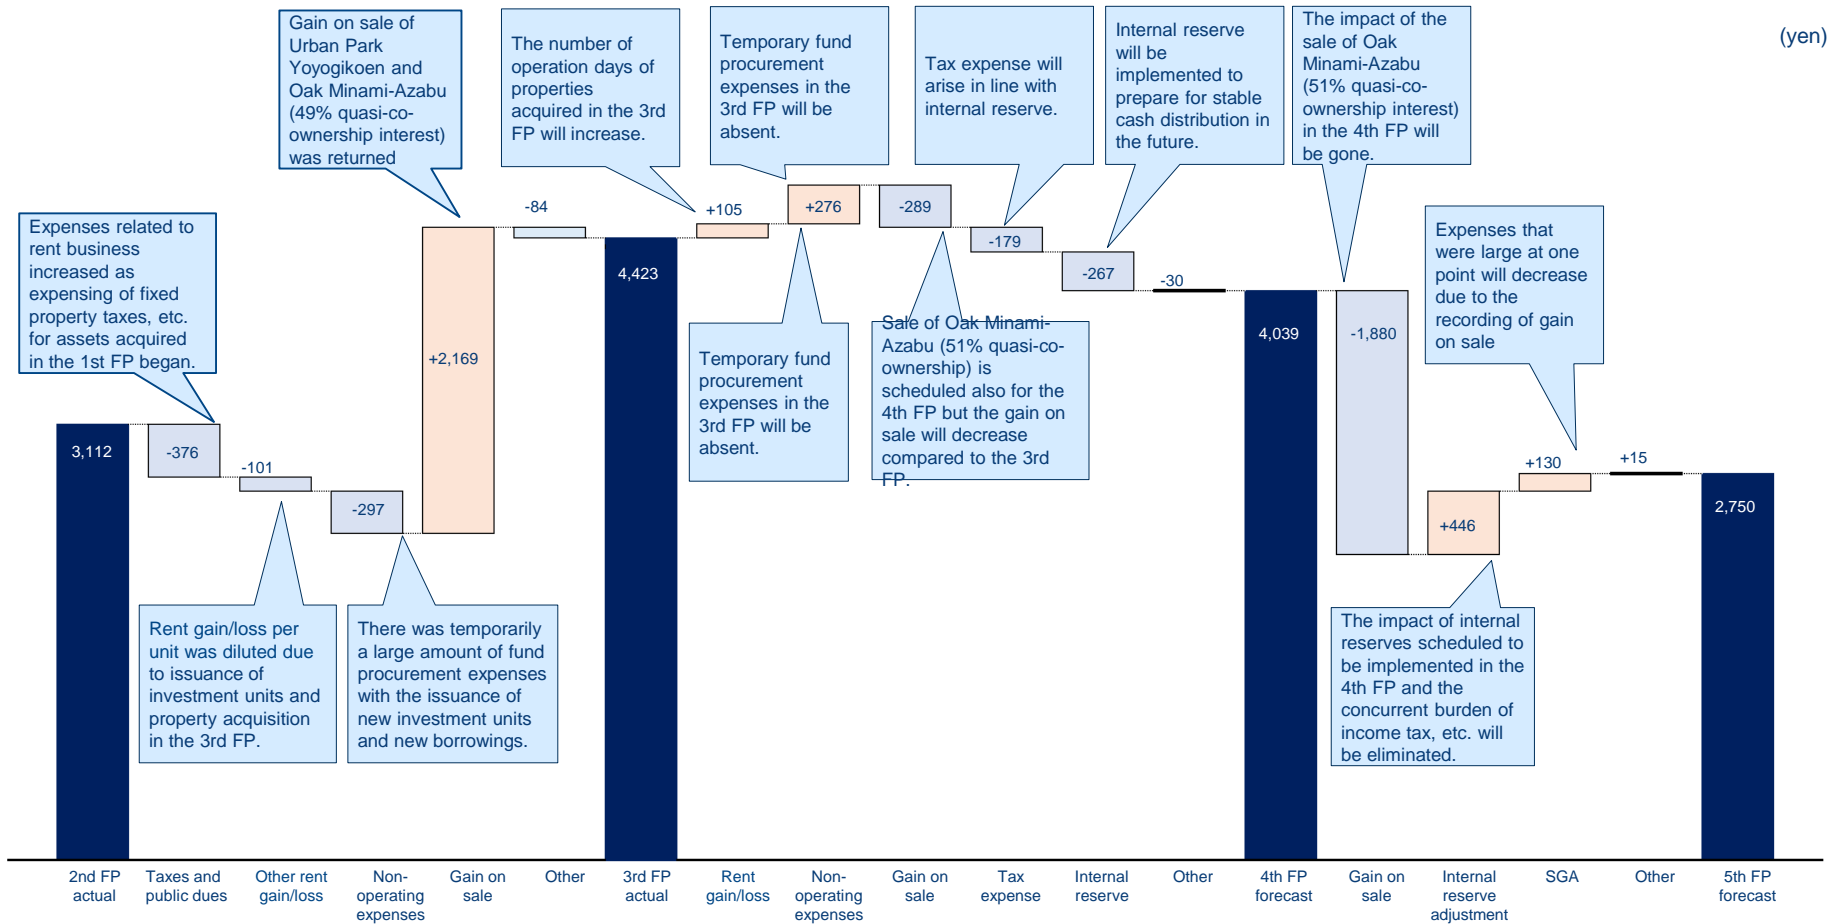 (yen)
Gain on sale of
Urban Park
Yoyogikoen and
Oak Minami-Azabu
(49% quasi-co-
ownership interest)
was returned
The number of
operation days of
properties
acquired in the 3rd
FP will increase.
Temporary fund
procurement
expenses in the
3rd FP will be
absent.
Tax expense will
arise in line with
internal reserve.
Internal reserve
will be
implemented to
prepare for stable
cash distribution in
the future.
The impact of the
sale of Oak
Minami-Azabu
(51% quasi-co-
ownership interest)
in the 4th FP will
be gone.
Expenses related to
rent business
increased as
expensing of fixed
property taxes, etc.
for assets acquired
in the 1st FP began.
Expenses that
were large at one
point will decrease
due to the
recording of gain
on sale
-84
+105
+276
-289
-179
-267
-30
4,423
4,039
-1,880
+2,169
Temporary fund
procurement
expenses in the
3rd FP will be
absent.
Sale of Oak Minami-
Azabu (51% quasi-co-
ownership) is
scheduled also for the
4th FP but the gain on
sale will decrease
compared to the 3rd
FP.
3,112
-376
-101
-297
+446
+130
+15
2,750
Rent gain/loss per
unit was diluted due
to issuance of
investment units and
property acquisition
in the 3rd FP.
There was temporarily
a large amount of fund
procurement expenses
with the issuance of
new investment units
and new borrowings.
The impact of internal
reserves scheduled to
be implemented in the
4th FP and the
concurrent burden of
income tax, etc. will
be eliminated.
2nd FP
actual
Taxes and
public dues
Other rent
gain/loss
Non-
operating
expenses
Gain on
sale
Other
3rd FP
actual
Rent
gain/loss
Non-
operating
expenses
Gain on
sale
Tax
expense
Internal
reserve
Other
4th FP
forecast
Gain on
sale
Internal
reserve
adjustment
SGA
Other
5th FP
forecast